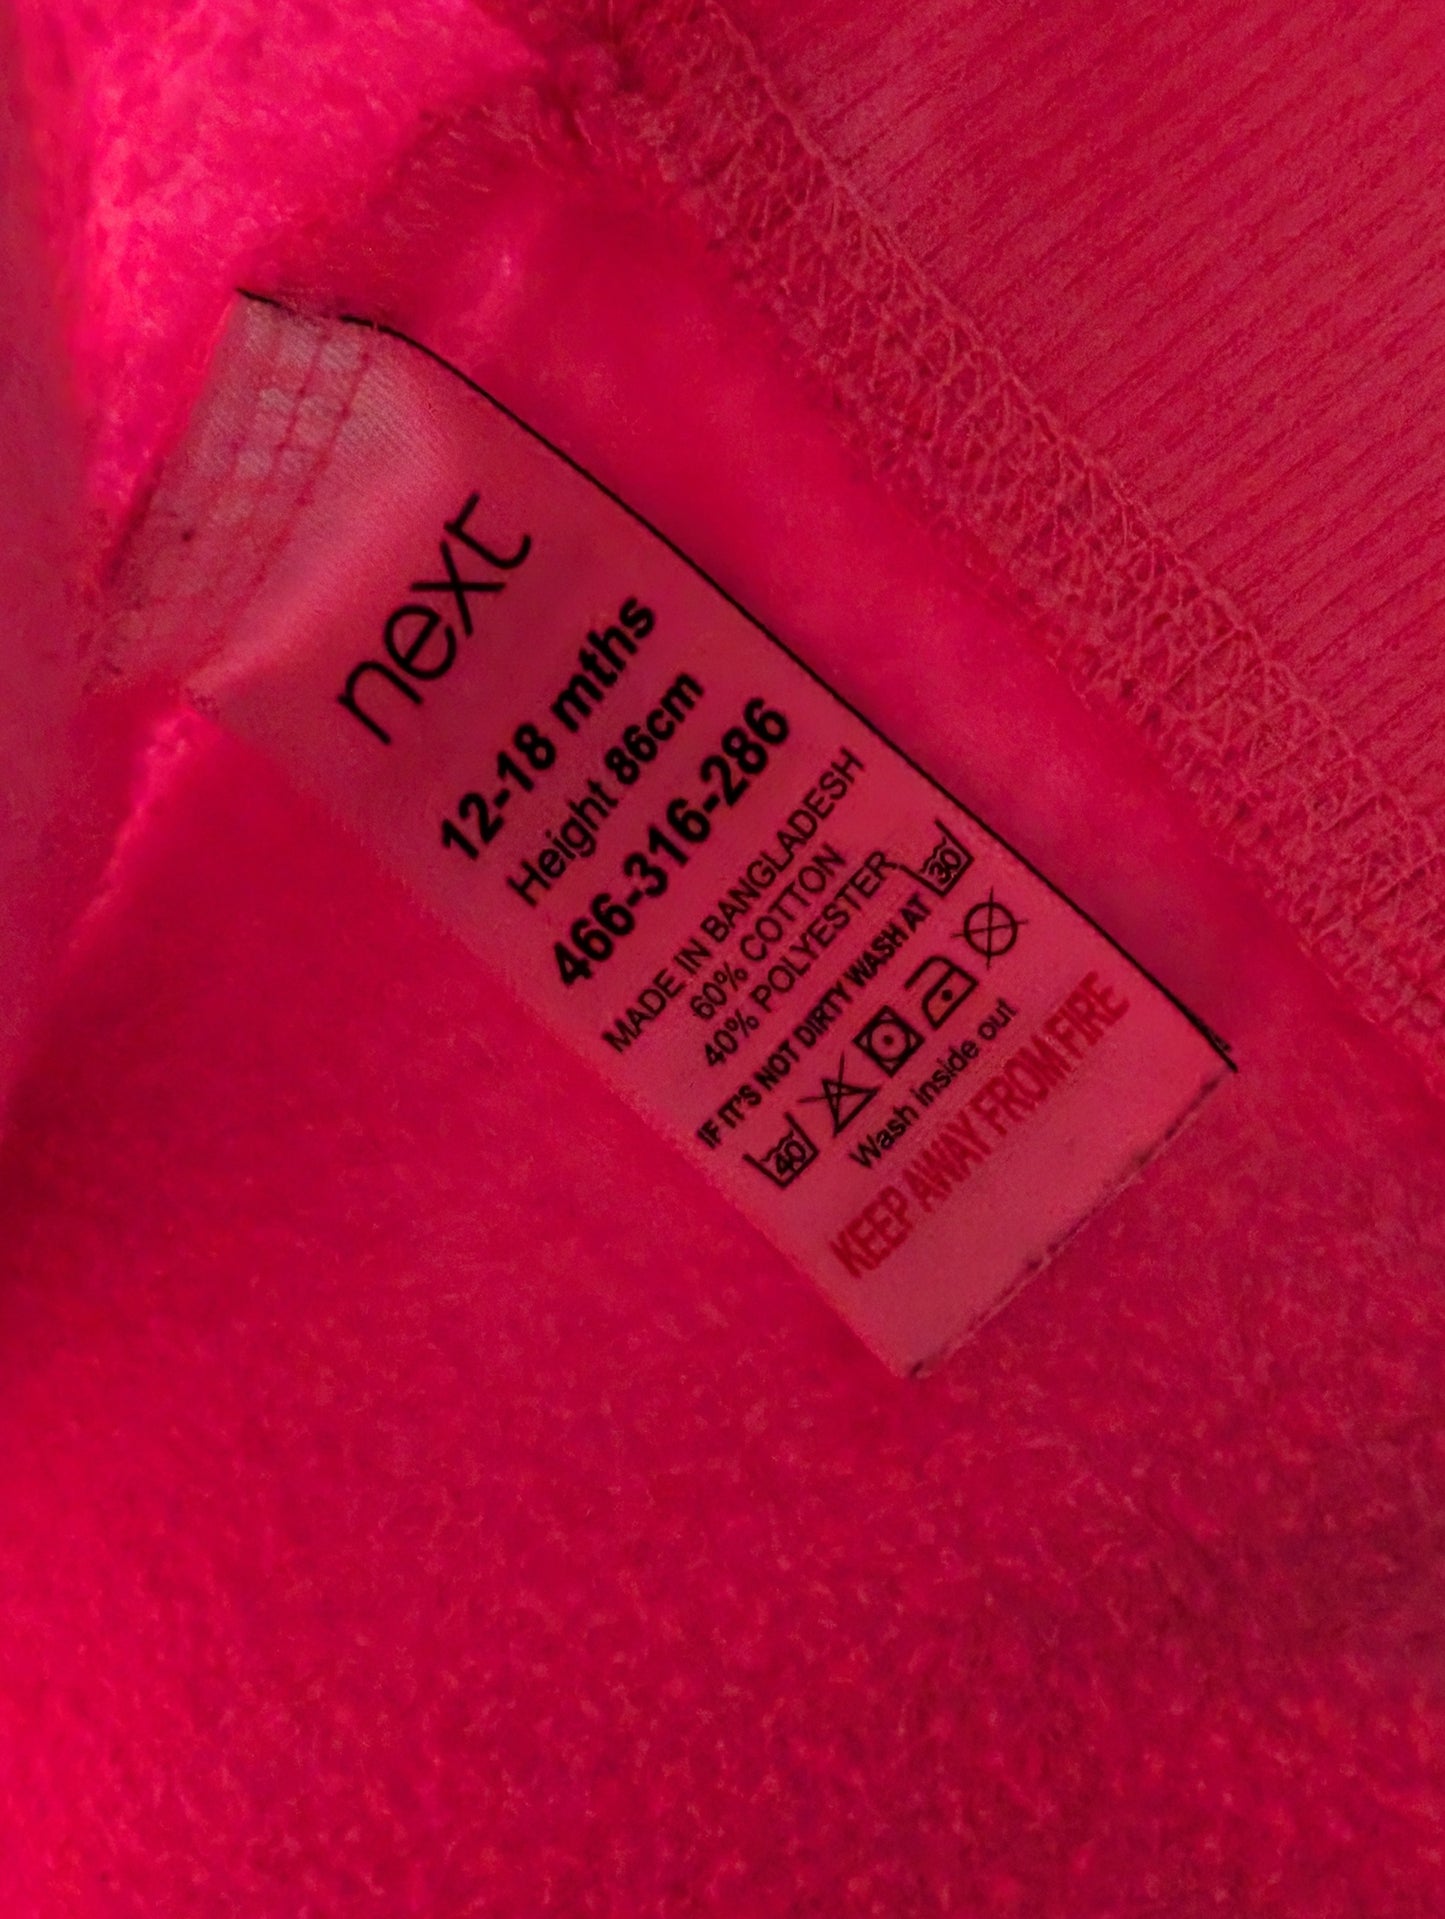 next
12-18 mths
Height 86cm
466-316-286
MADE IN BANGLADESH
60% COTTON
40% POLYESTER
IF IT'S NOT DIRTY WASH AT 30
40
Wash inside out
KEEP AWAY FROM FIRE